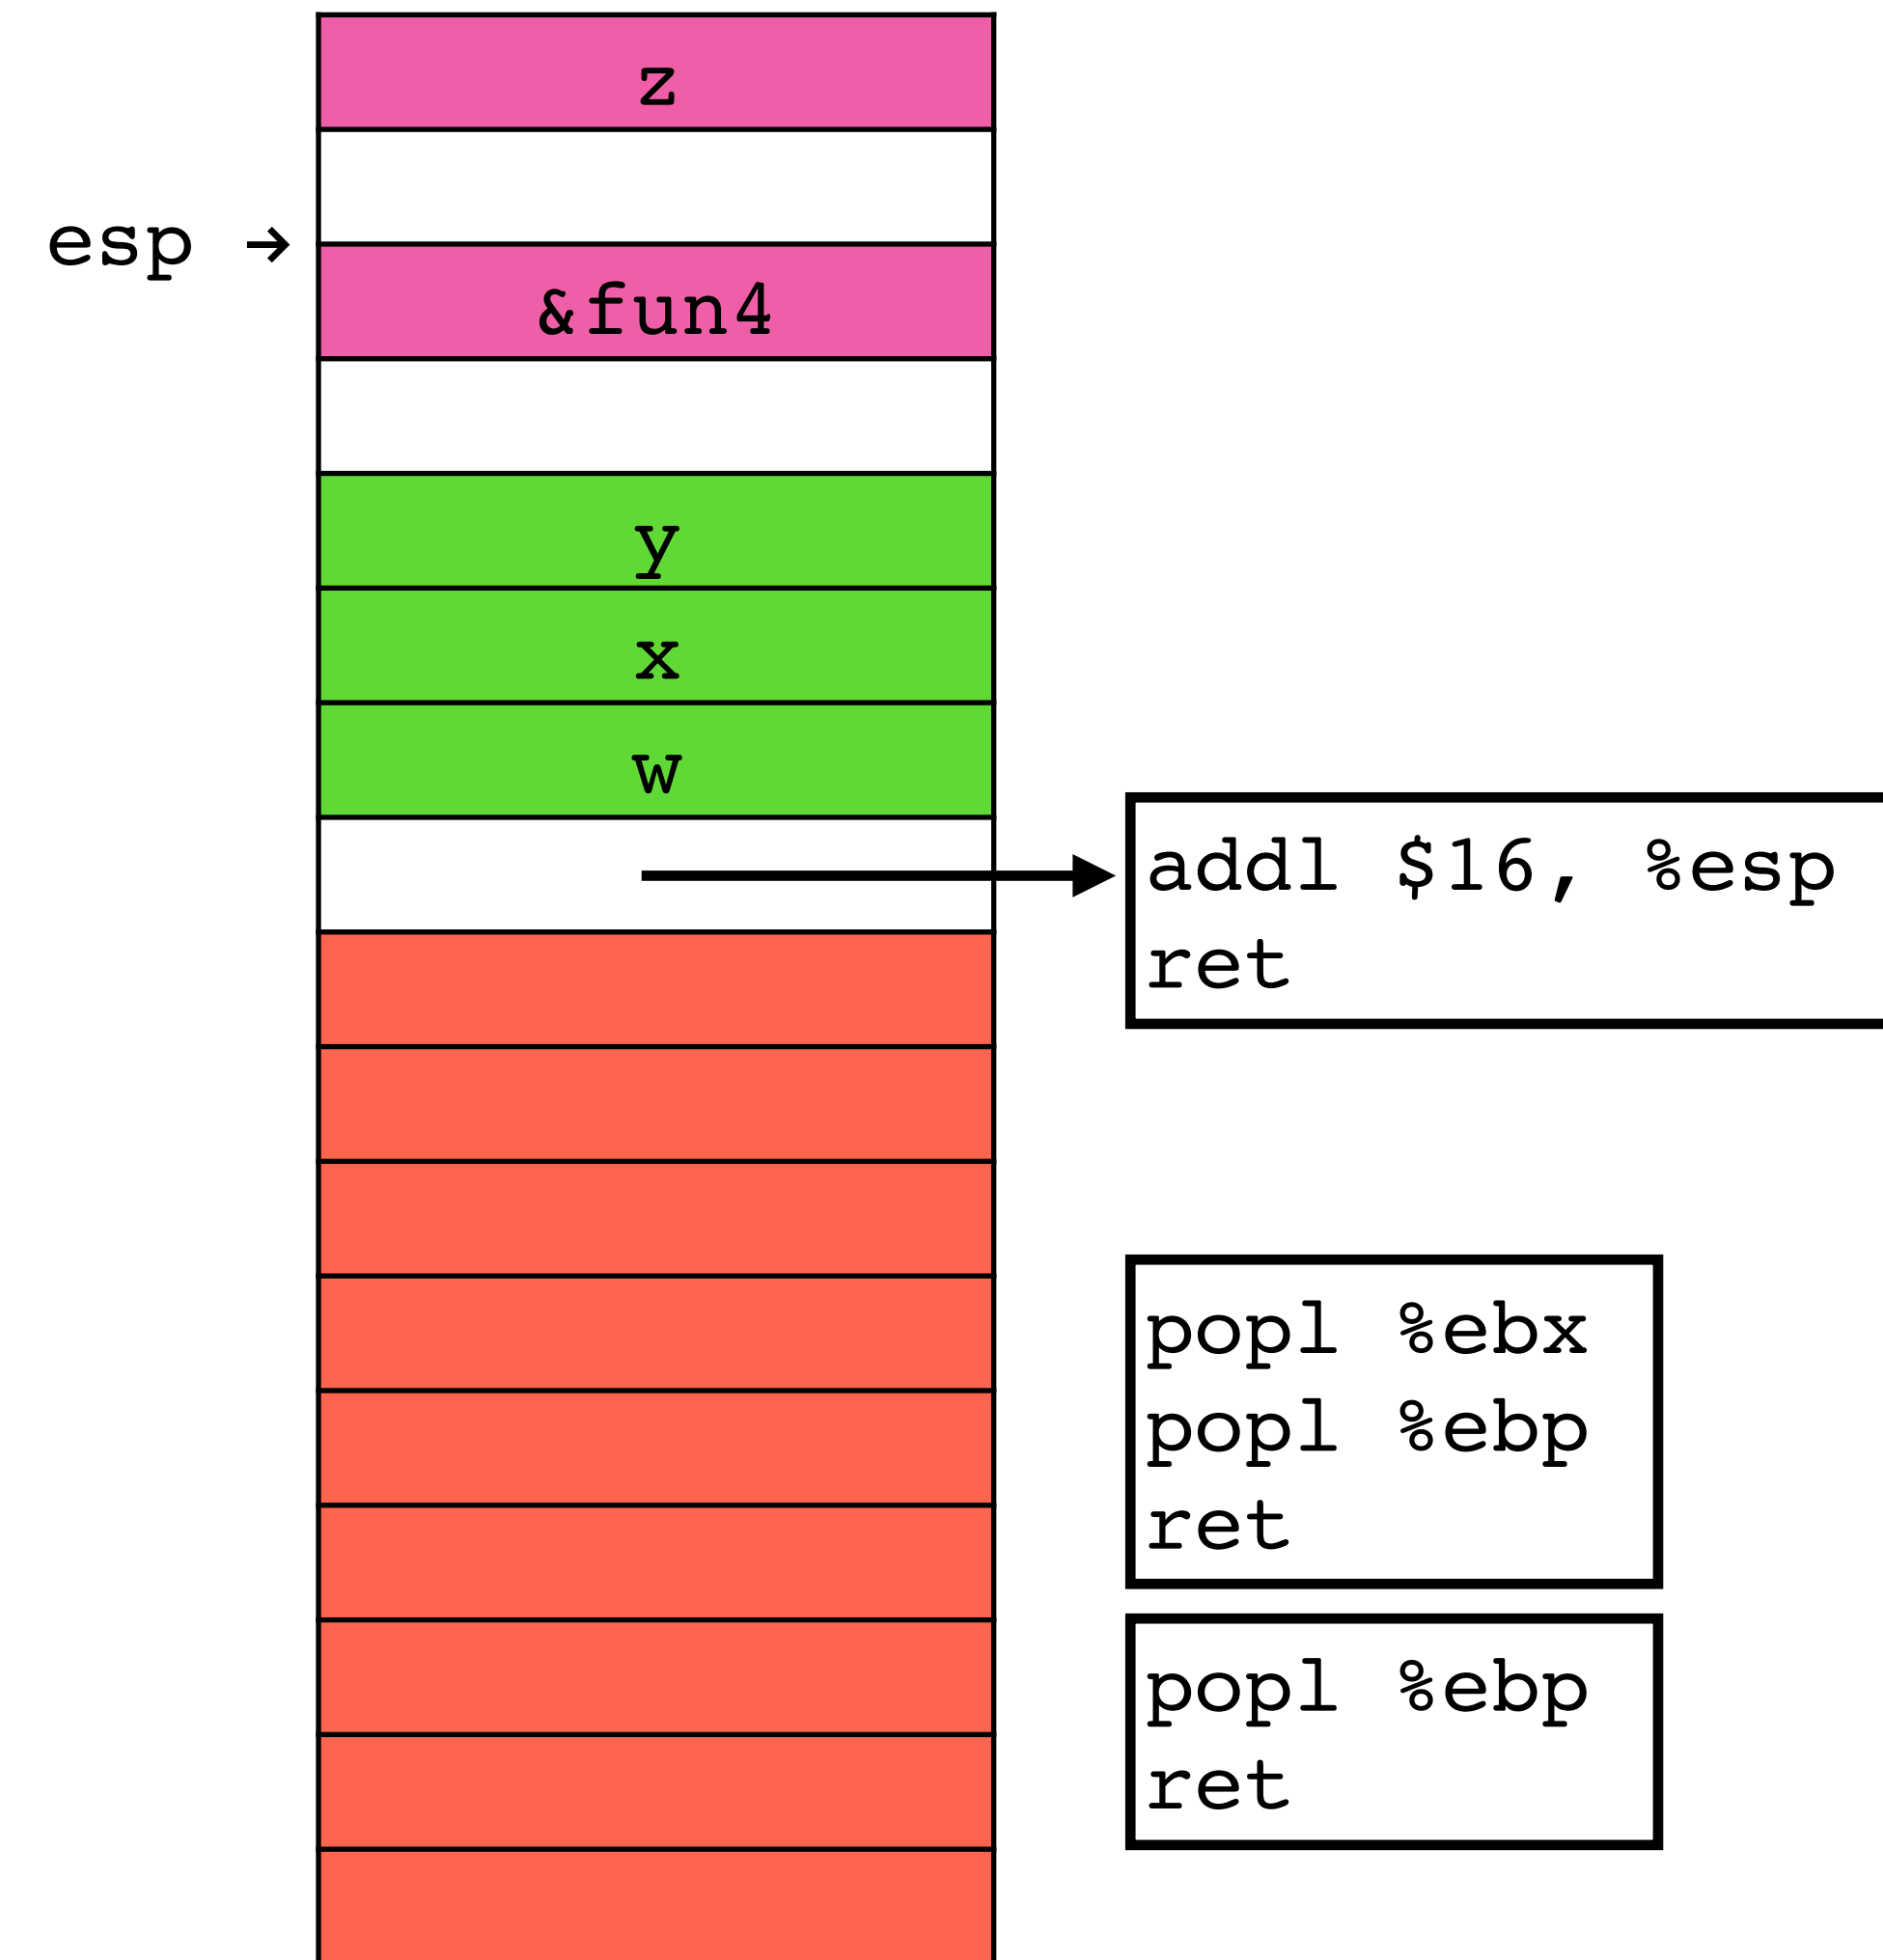 z
esp →
&fun4
y
x
w
addl $16, %esp
ret
popl %ebx
popl %ebp
ret
popl %ebp
ret